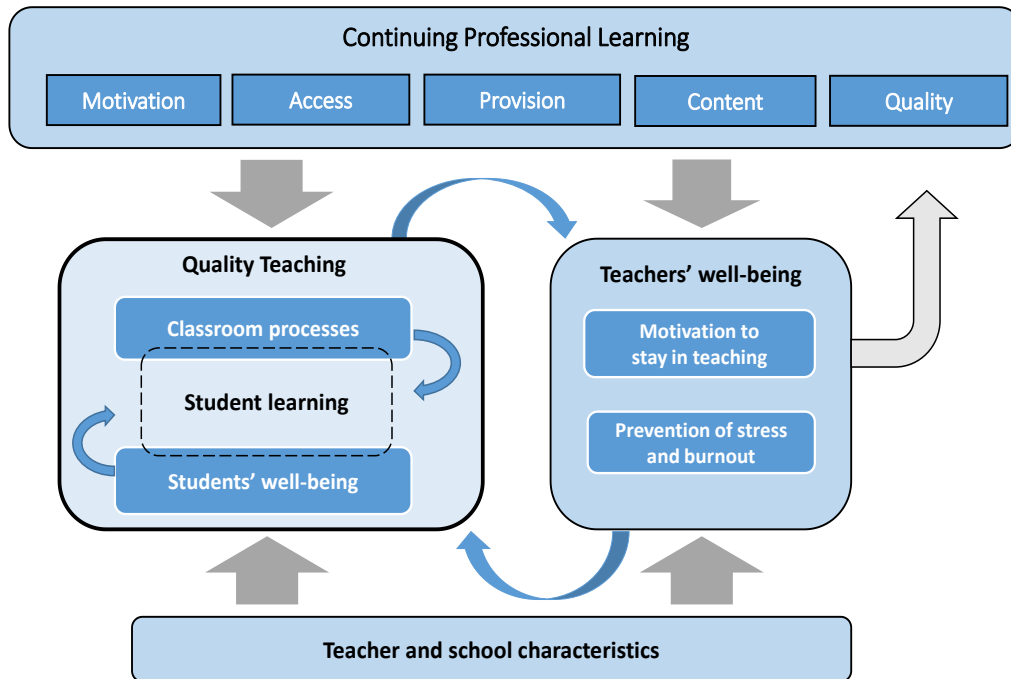 Continuing Professional Learning
Motivation
Access
Provision
Content
Quality
Quality Teaching
Classroom processes
Student learning
Students’ well-being
Teachers’ well-being
Motivation to
stay in teaching
Prevention of stress
and burnout
Teacher and school characteristics